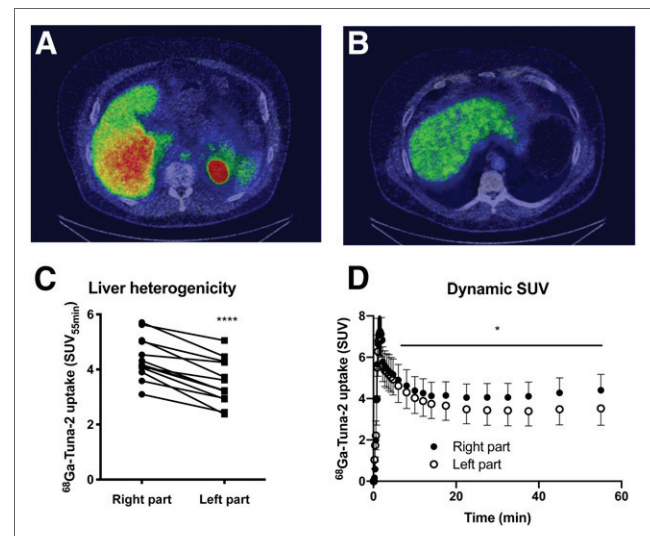 A
B
C
Liver heterogenicity
****
6
4
2
0
⁶⁸Ga-Tuna-2 uptake (SUV₅₅ₘᵢₙ)
Right part
Left part
D
Dynamic SUV
*
8
6
4
2
0
⁶⁸Ga-Tuna-2 uptake (SUV)
Right part
Left part
0
20
40
60
Time (min)